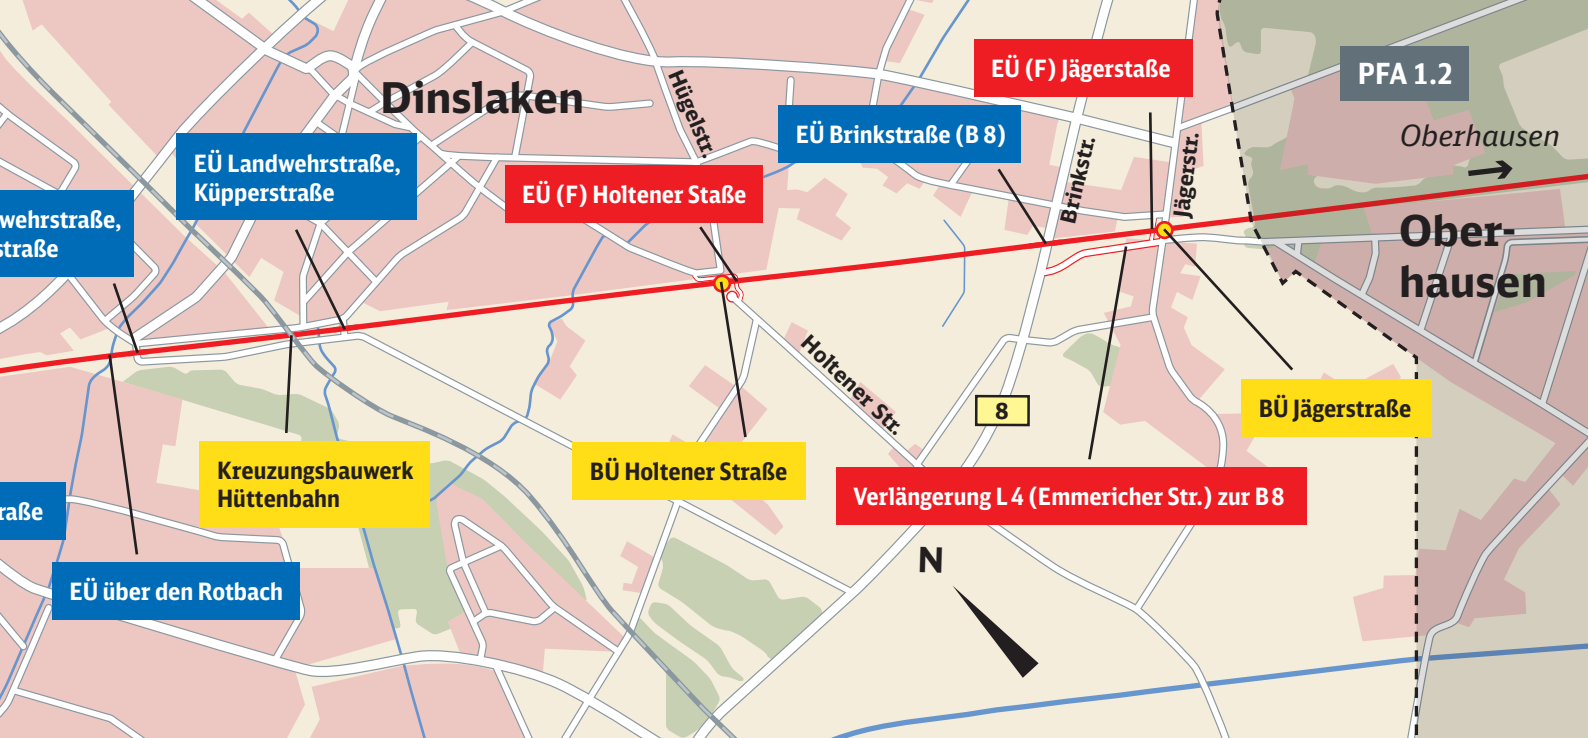 Dinslaken
Hügelstr.
EÜ (F) Jägerstaße
PFA 1.2
Oberhausen
EÜ Brinkstraße (B 8)
EÜ Landwehrstraße,
Küpperstraße
EÜ (F) Holtener Staße
Brinkstr.
Jägerstr.
wehrstraße,
straße
Ober-
hausen
Holtener Str.
8
BÜ Jägerstraße
Kreuzungsbauwerk
Hüttenbahn
BÜ Holtener Straße
Verlängerung L 4 (Emmericher Str.) zur B 8
raße
N
EÜ über den Rotbach